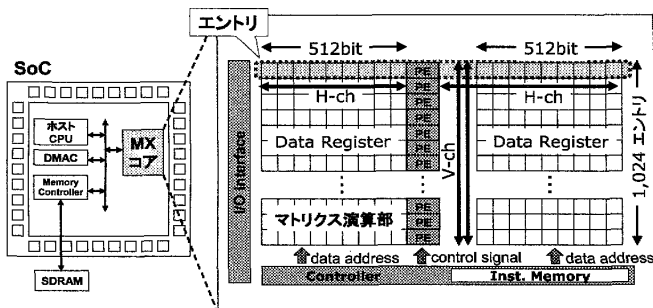 エントリ
512bit
512bit
SoC
PE
H-ch
H-ch
ホスト
CPU
MX
コア
DMAC
Memory
Controller
SDRAM
I/O interface
Data Register
Data Register
V-ch
1,024 エントリ
PE
PE
PE
PE
PE
PE
マトリクス演算部
PE
PE
PE
data address
control signal
data address
Controller
Inst. Memory